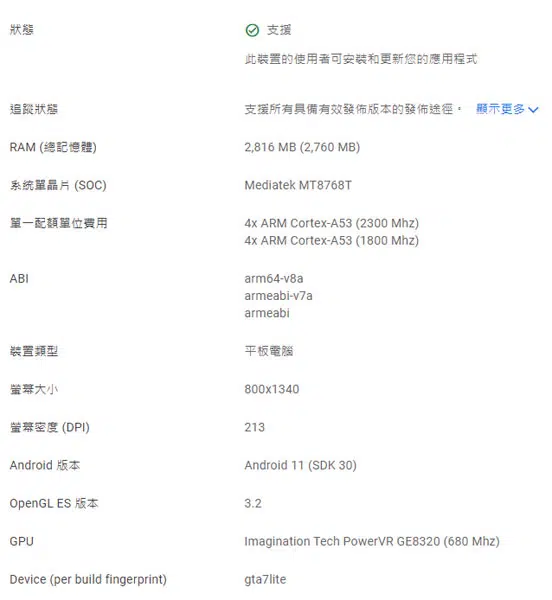 狀態 支援
此裝置的使用者可安裝和更新您的應用程式
追蹤狀態 支援所有具備有效發佈版本的發佈途徑。 顯示更多
RAM (總記憶體) 2,816 MB (2,760 MB)
系統單晶片 (SOC) Mediatek MT8768T
單一配額單位費用 4x ARM Cortex-A53 (2300 Mhz)
4x ARM Cortex-A53 (1800 Mhz)
ABI arm64-v8a
armeabi-v7a
armeabi
裝置類型 平板電腦
螢幕大小 800x1340
螢幕密度 (DPI) 213
Android 版本 Android 11 (SDK 30)
OpenGL ES 版本 3.2
GPU Imagination Tech PowerVR GE8320 (680 Mhz)
Device (per build fingerprint) gta7lite